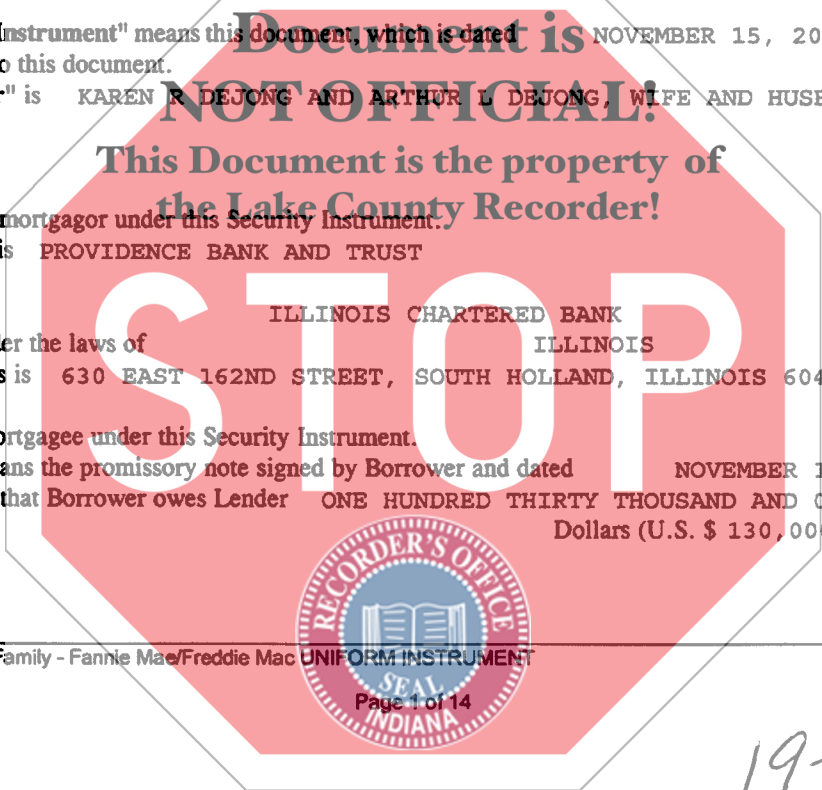 Instrument" means this document, which is dated NOVEMBER 15, 20
Document is
o this document.
NOT OFFICIAL!
" is KAREN R DEJONG AND ARTHUR L DEJONG, WIFE AND HUSB
This Document is the property of
the Lake County Recorder!
mortgagor under this Security Instrument.
is PROVIDENCE BANK AND TRUST
STOP
ILLINOIS CHARTERED BANK
er the laws of ILLINOIS
s is 630 EAST 162ND STREET, SOUTH HOLLAND, ILLINOIS 604
ortgagee under this Security Instrument.
ans the promissory note signed by Borrower and dated NOVEMBER 1
that Borrower owes Lender ONE HUNDRED THIRTY THOUSAND AND 0
Dollars (U.S. $ 130,00
RECORDER'S OFFICE
SEAL
INDIANA
Family - Fannie Mae/Freddie Mac UNIFORM INSTRUMENT
Page 1 of 14
19-